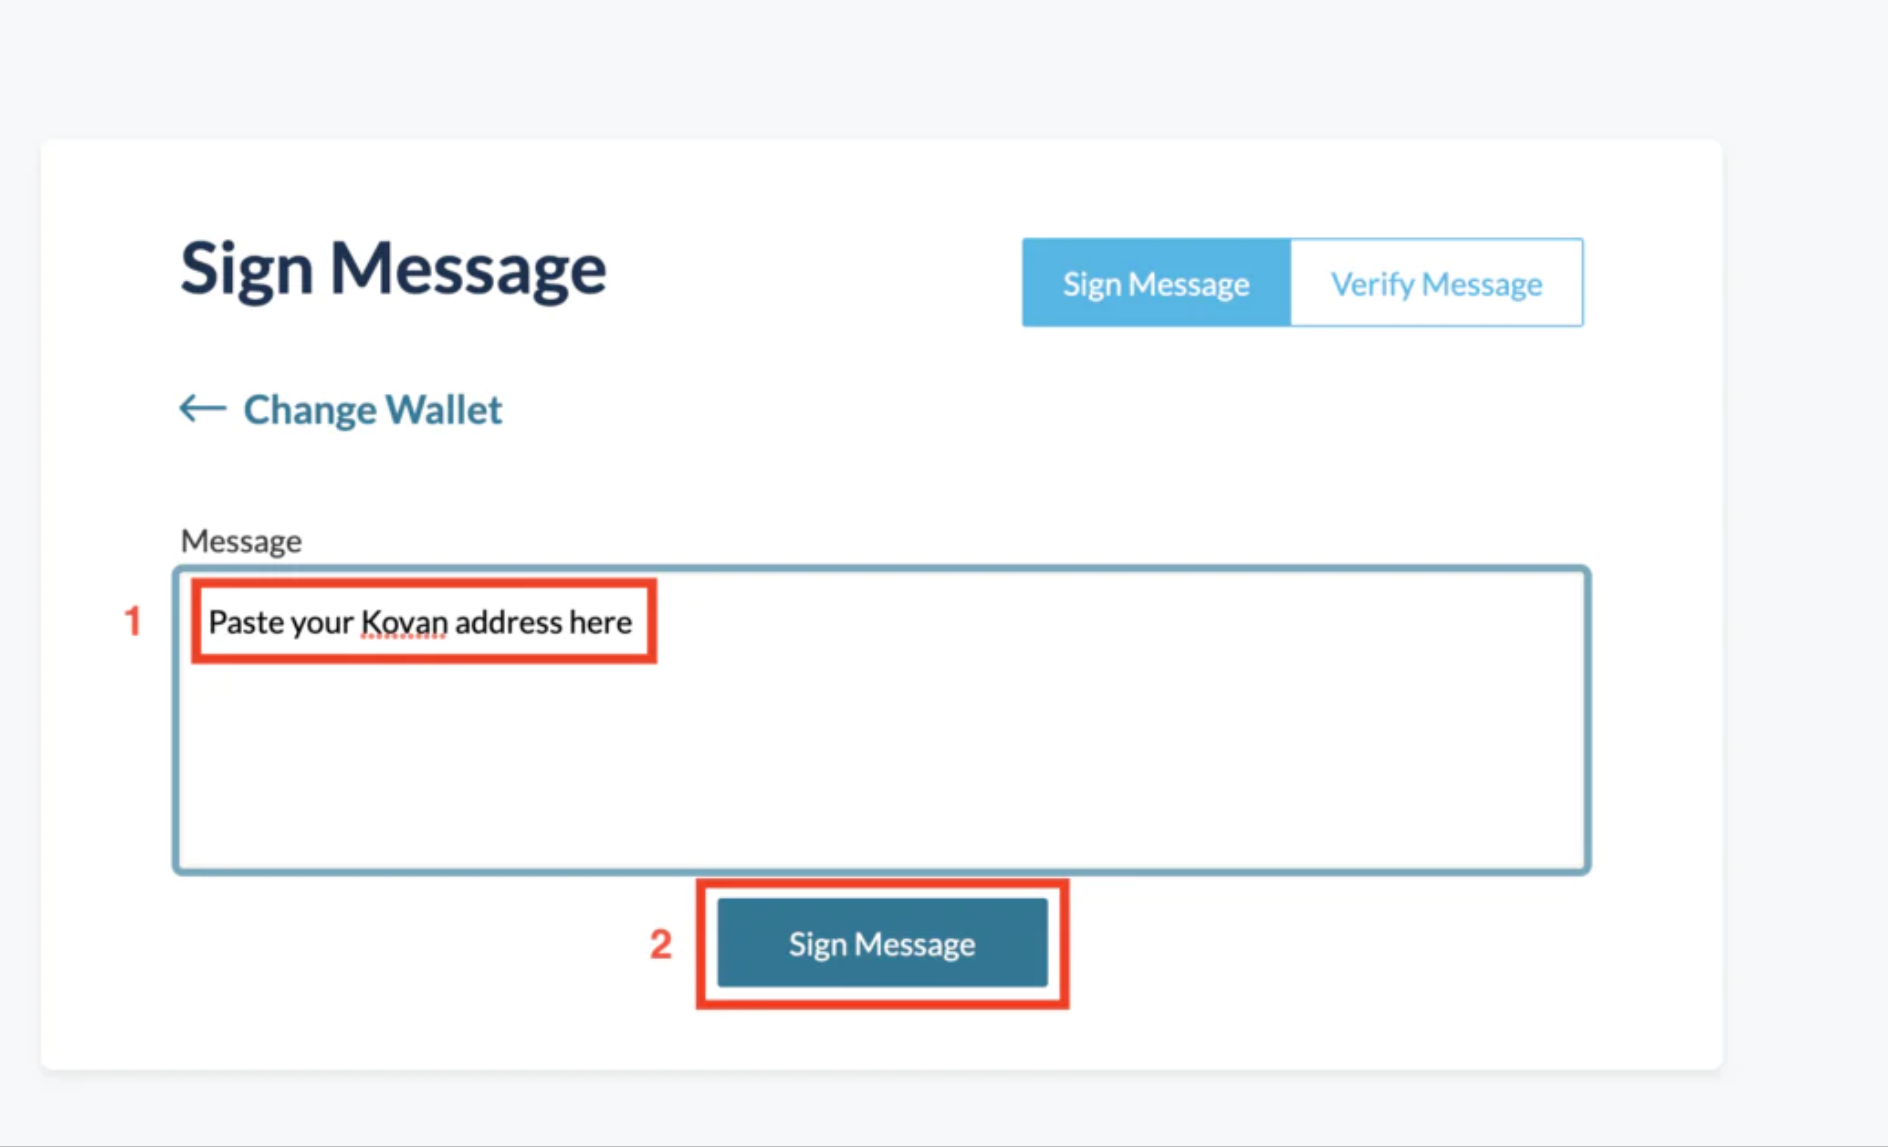 Sign Message
Sign Message
Verify Message
← Change Wallet
Message
1
Paste your Kovan address here
2
Sign Message